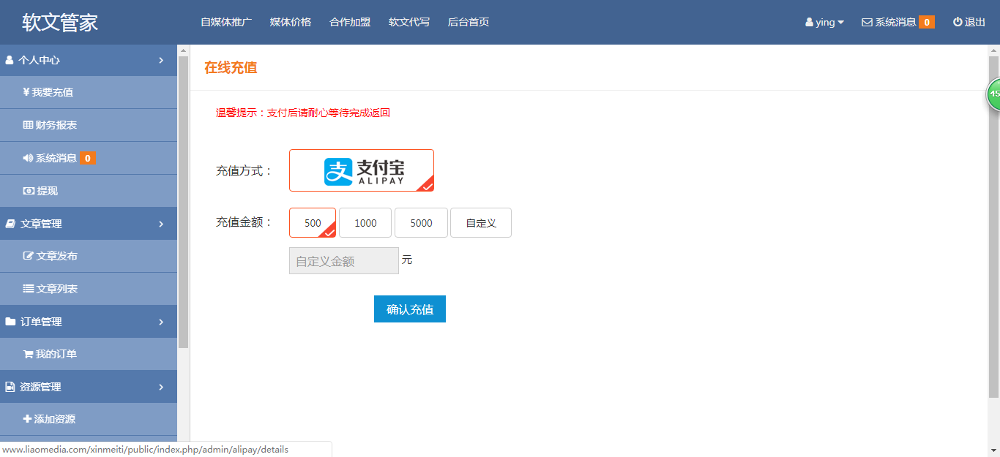 软文管家
自媒体推广 媒体价格 合作加盟 软文代写 后台首页
ying 系统消息 0 退出
个人中心
¥ 我要充值
财务报表
系统消息 0
提现
文章管理
文章发布
文章列表
订单管理
我的订单
资源管理
添加资源
在线充值
温馨提示：支付后请耐心等待完成返回
充值方式：
支 支付宝
ALIPAY
充值金额： 500 1000 5000 自定义
自定义金额 元
确认充值
45
www.liaomedia.com/xinmeiti/public/index.php/admin/alipay/details